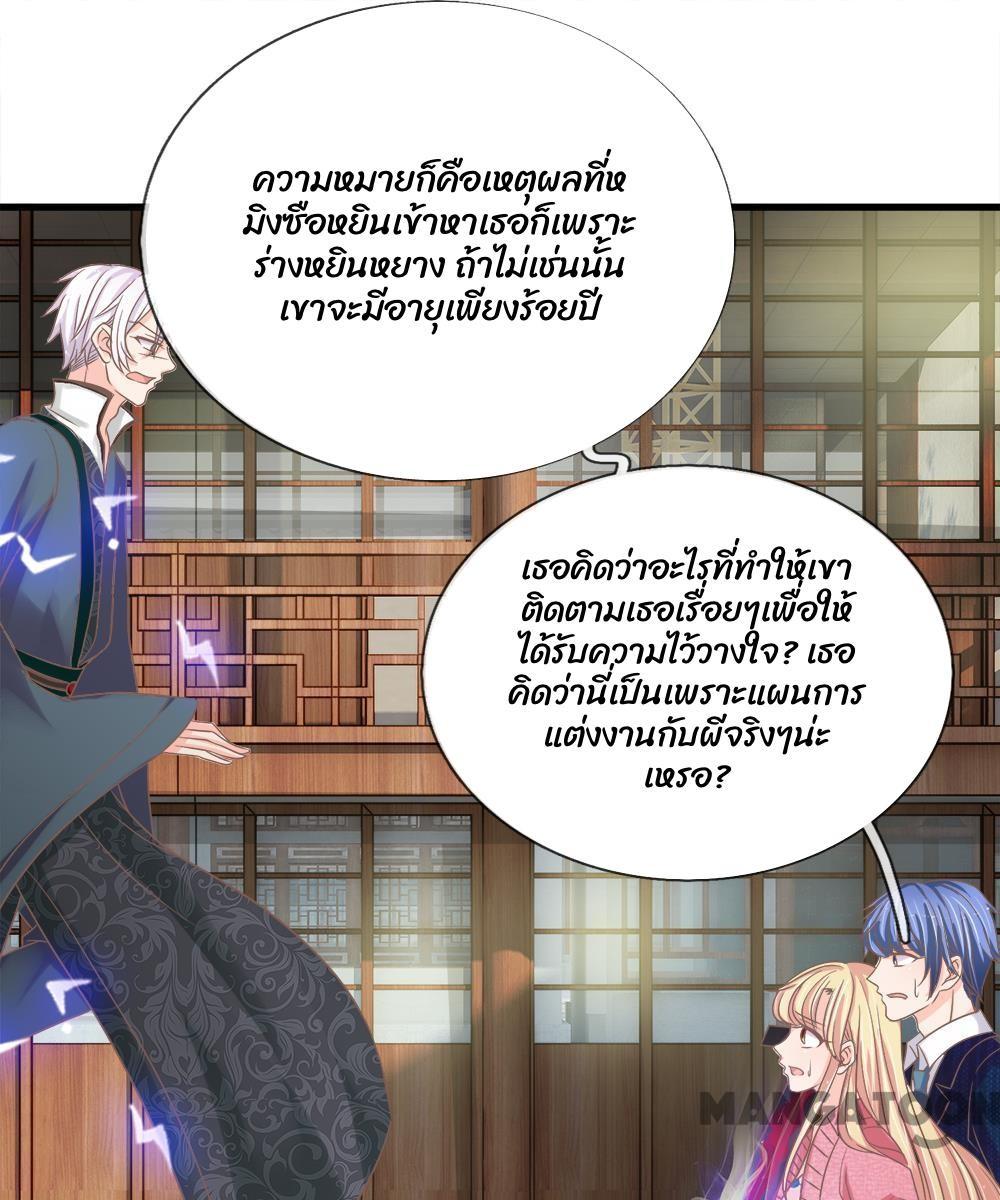 ความหมายก็คือเหตุผลที่ห
มิงซือหยินเข้าหาเธอก็เพราะ
ร่างหยินหยาง ถ้าไม่เช่นนั้น
เขาจะมีอายุเพียงร้อยปี
เธอคิดว่าอะไรที่ทำให้เขา
ติดตามเธอเรื่อยๆเพื่อให้
ได้รับความไว้วางใจ? เธอ
คิดว่านี่เป็นเพราะแผนการ
แต่งงานกับผีจริงๆน่ะ
เหรอ?
MANGATOON